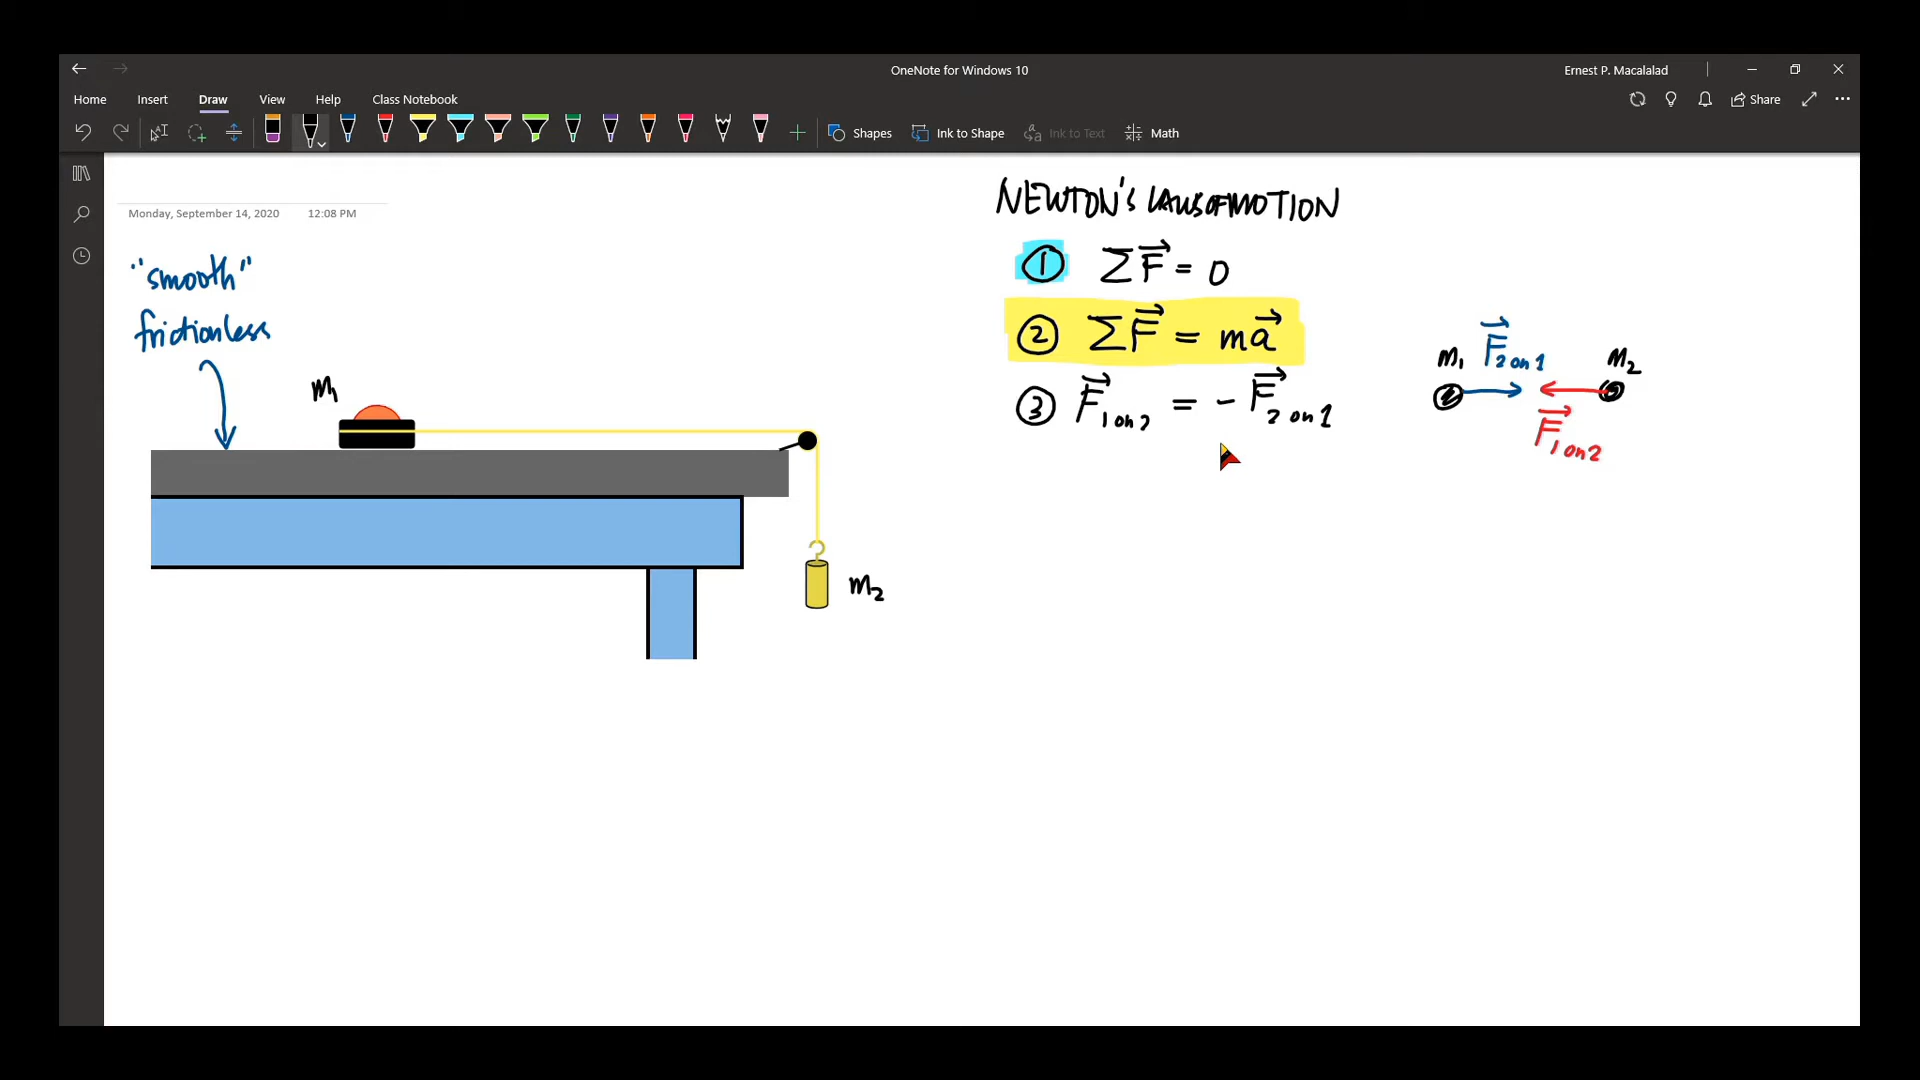 OneNote for Windows 10
Ernest P. Macalalad
Home Insert Draw View Help Class Notebook
Share
Shapes Ink to Shape Ink to Text Math
Monday, September 14, 2020 12:08 PM
NEWTON'S LAWS OF MOTION
① ΣF⃗ = 0
② ΣF⃗ = ma⃗
③ F⃗₁ ₒₙ ₂ = - F⃗₂ ₒₙ ₁
"smooth"
frictionless
m₁
m₂
m₁ F⃗₂ ₒₙ ₁ m₂
F⃗₁ ₒₙ ₂